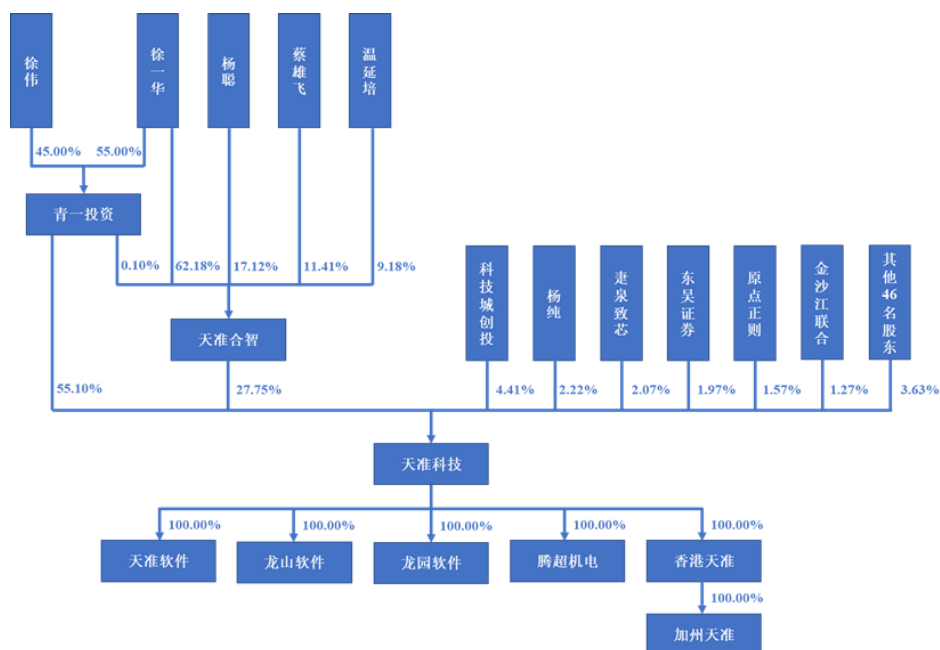 徐伟
徐一华
杨聪
蔡雄飞
温延培
45.00%
55.00%
青一投资
0.10%
62.18%
17.12%
11.41%
9.18%
科技城创投
杨纯
疌泉致芯
东吴证券
原点正则
金沙江联合
其他46名股东
天准合智
55.10%
27.75%
4.41%
2.22%
2.07%
1.97%
1.57%
1.27%
3.63%
天准科技
100.00%
100.00%
100.00%
100.00%
100.00%
天准软件
龙山软件
龙园软件
腾超机电
香港天准
100.00%
加州天准